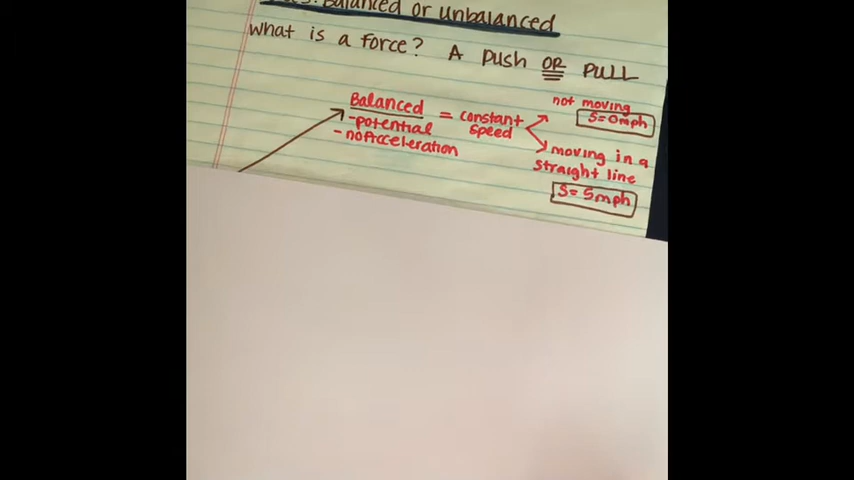 Balanced or unbalanced
What is a force? A push OR PULL
Balanced = constant speed
-potential
-no Acceleration
not moving
S=0mph
moving in a
straight line
S= 5mph